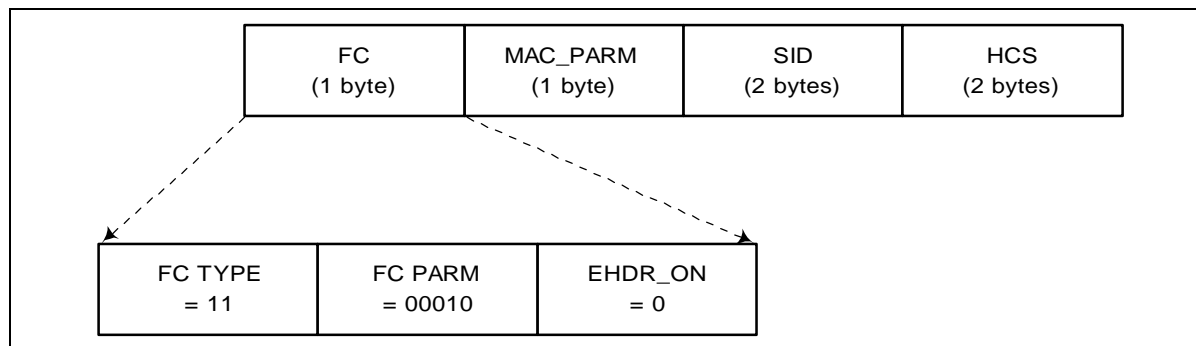 FC
(1 byte)
MAC_PARM
(1 byte)
SID
(2 bytes)
HCS
(2 bytes)
FC TYPE
= 11
FC PARM
= 00010
EHDR_ON
= 0